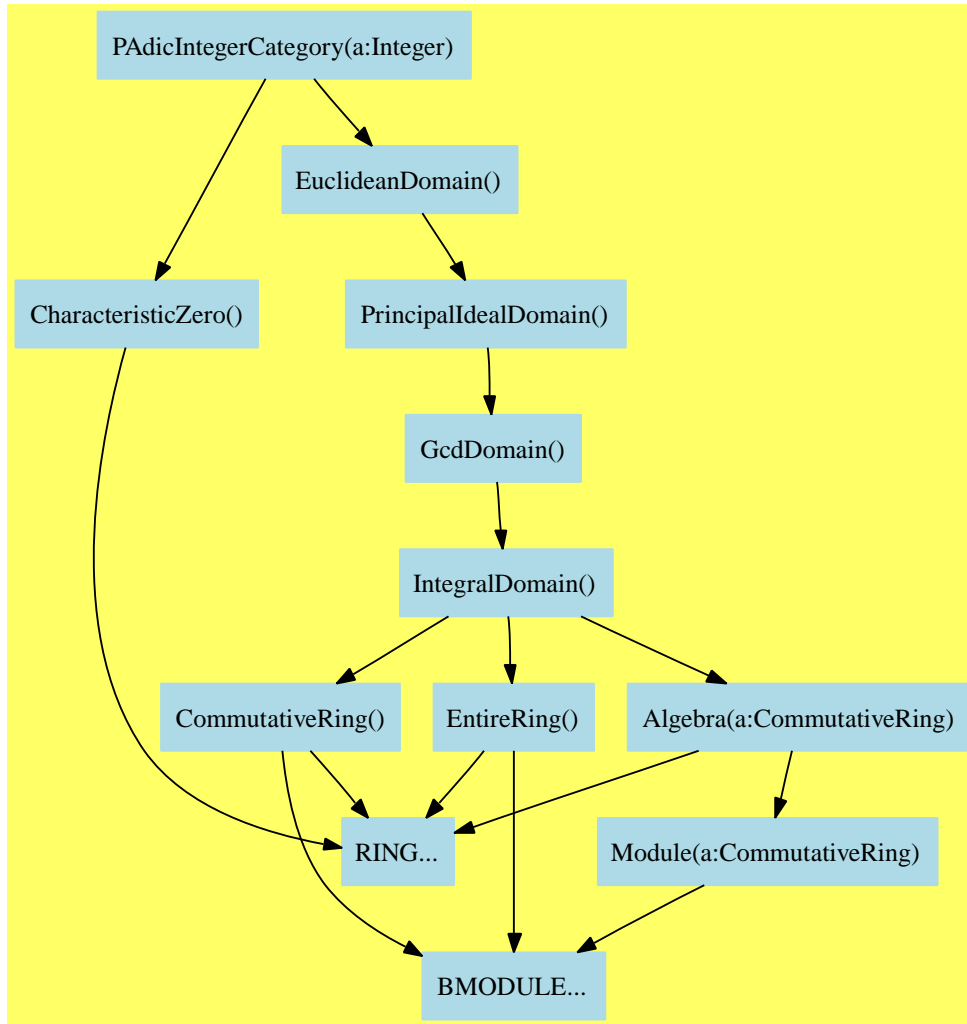 PAdicIntegerCategory(a:Integer)
EuclideanDomain()
CharacteristicZero()
PrincipalIdealDomain()
GcdDomain()
IntegralDomain()
CommutativeRing()
EntireRing()
Algebra(a:CommutativeRing)
RING...
Module(a:CommutativeRing)
BMODULE...